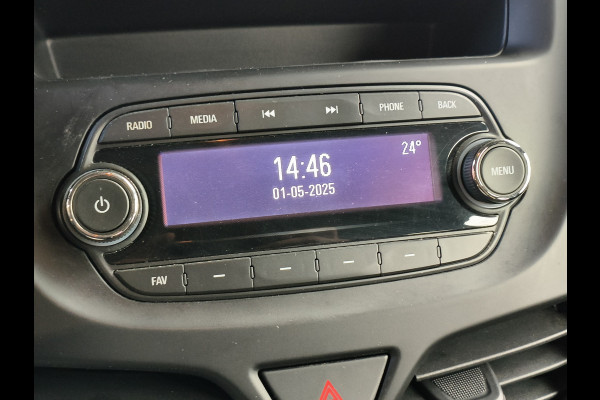 RADIO MEDIA PHONE BACK
24°
14:46
01-05-2025
MENU
FAV